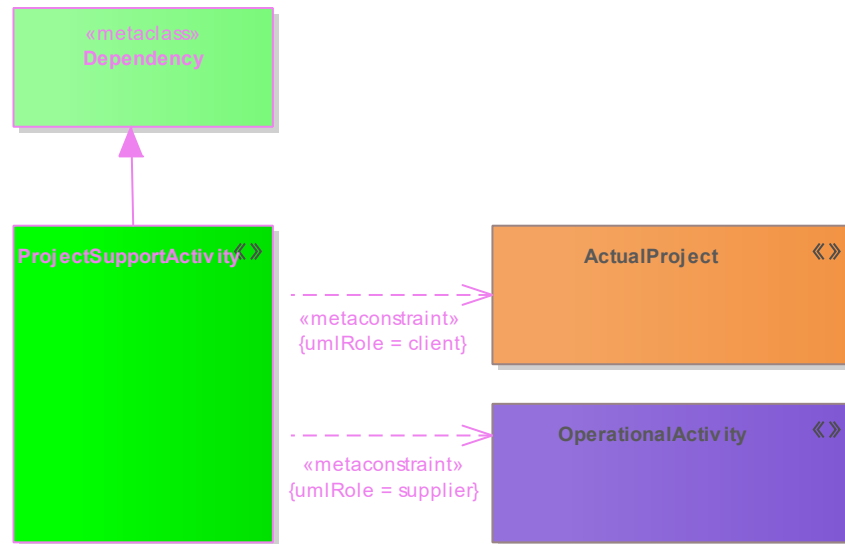 «metaclass»
Dependency
ProjectSupportActivity «»
ActualProject «»
«metaconstraint»
{umlRole = client}
OperationalActivity «»
«metaconstraint»
{umlRole = supplier}